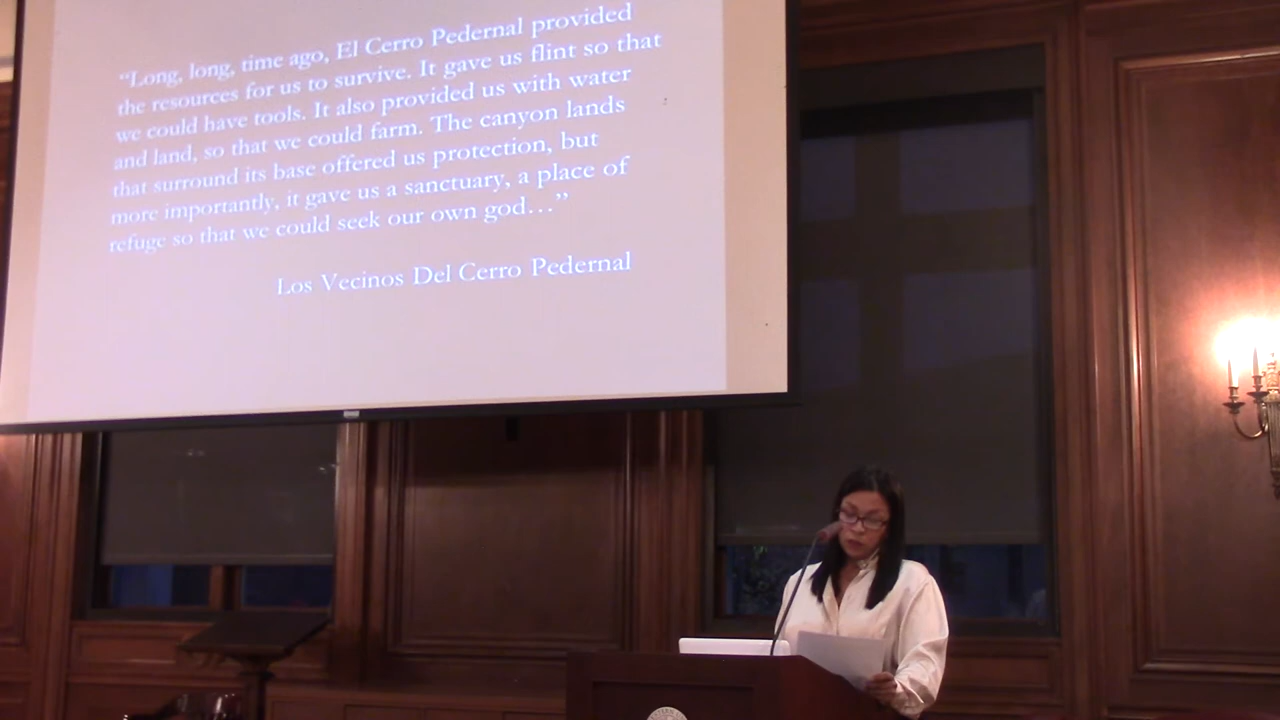 “Long, long, time ago, El Cerro Pedernal provided
the resources for us to survive. It gave us flint so that
we could have tools. It also provided us with water
and land, so that we could farm. The canyon lands
that surround its base offered us protection, but
more importantly, it gave us a sanctuary, a place of
refuge so that we could seek our own god…”
Los Vecinos Del Cerro Pedernal